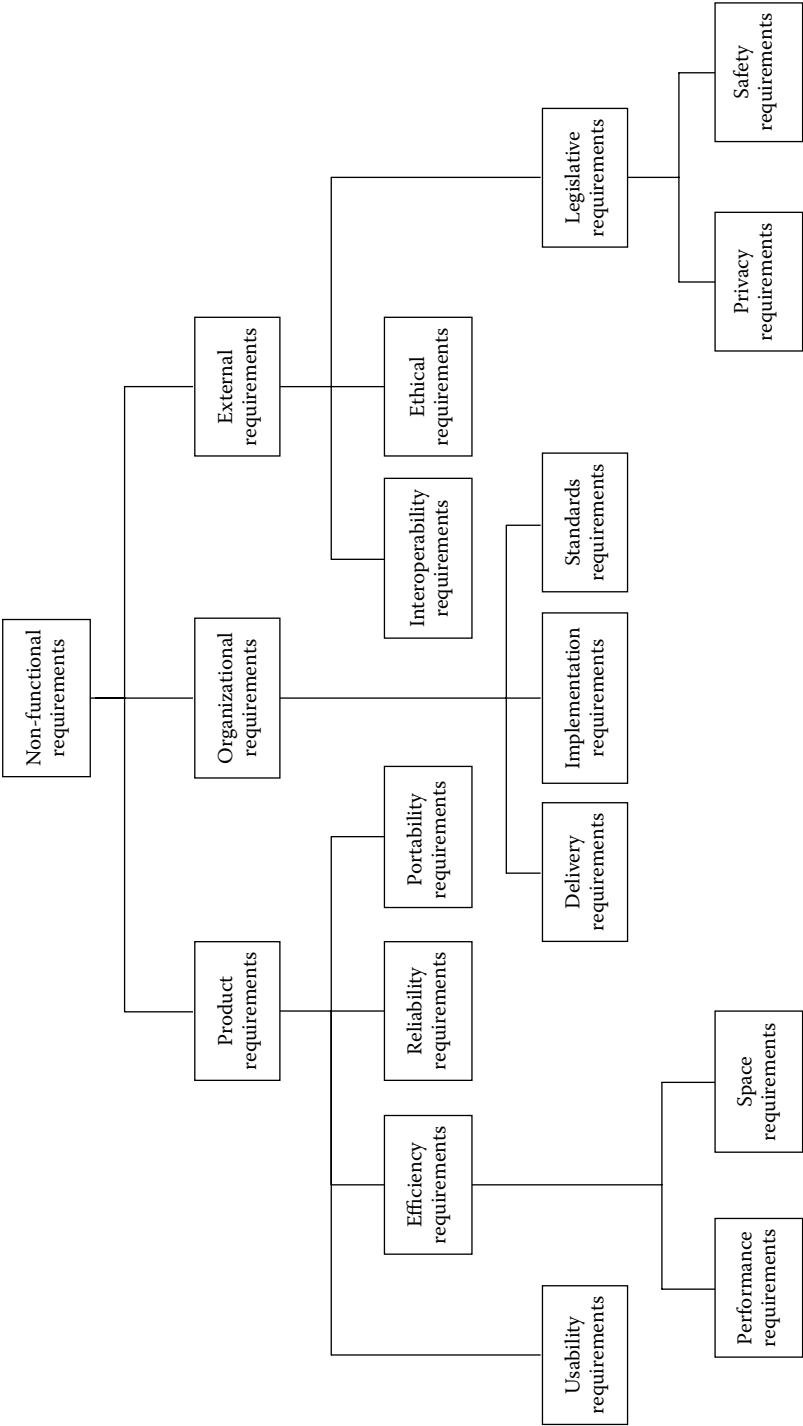 Non-functional
requirements
Product
requirements
Organizational
requirements
External
requirements
Efficiency
requirements
Reliability
requirements
Portability
requirements
Interoperability
requirements
Ethical
requirements
Usability
requirements
Delivery
requirements
Implementation
requirements
Standards
requirements
Legislative
requirements
Performance
requirements
Space
requirements
Privacy
requirements
Safety
requirements